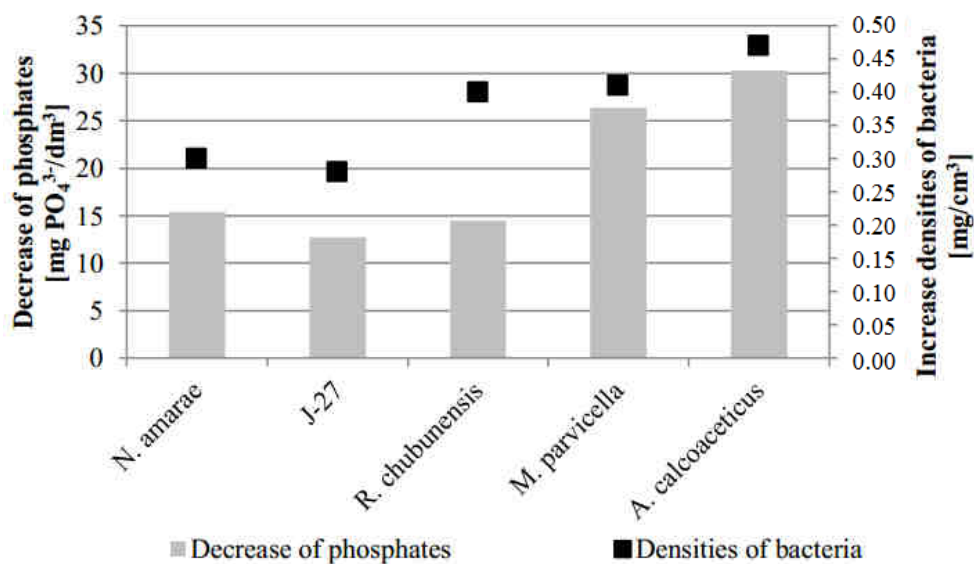 Decrease of phosphates
[mg PO₄³⁻/dm³]
35
30
25
20
15
10
5
0
0.50
0.45
0.40
0.35
0.30
0.25
0.20
0.15
0.10
0.05
0.00
Increase densities of bacteria
[mg/cm³]
N. amarae
J-27
R. chubunensis
M. parvicella
A. calcoaceticus
Decrease of phosphates
Densities of bacteria